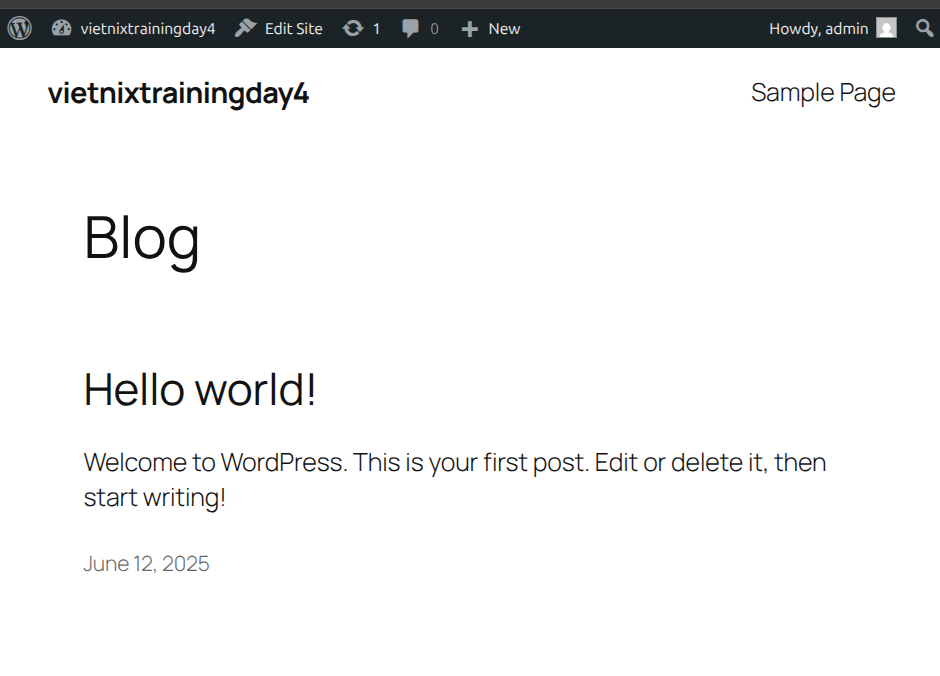 vietnixtrainingday4 Edit Site 1 0 New Howdy, admin
vietnixtrainingday4 Sample Page
Blog
Hello world!
Welcome to WordPress. This is your first post. Edit or delete it, then
start writing!
June 12, 2025